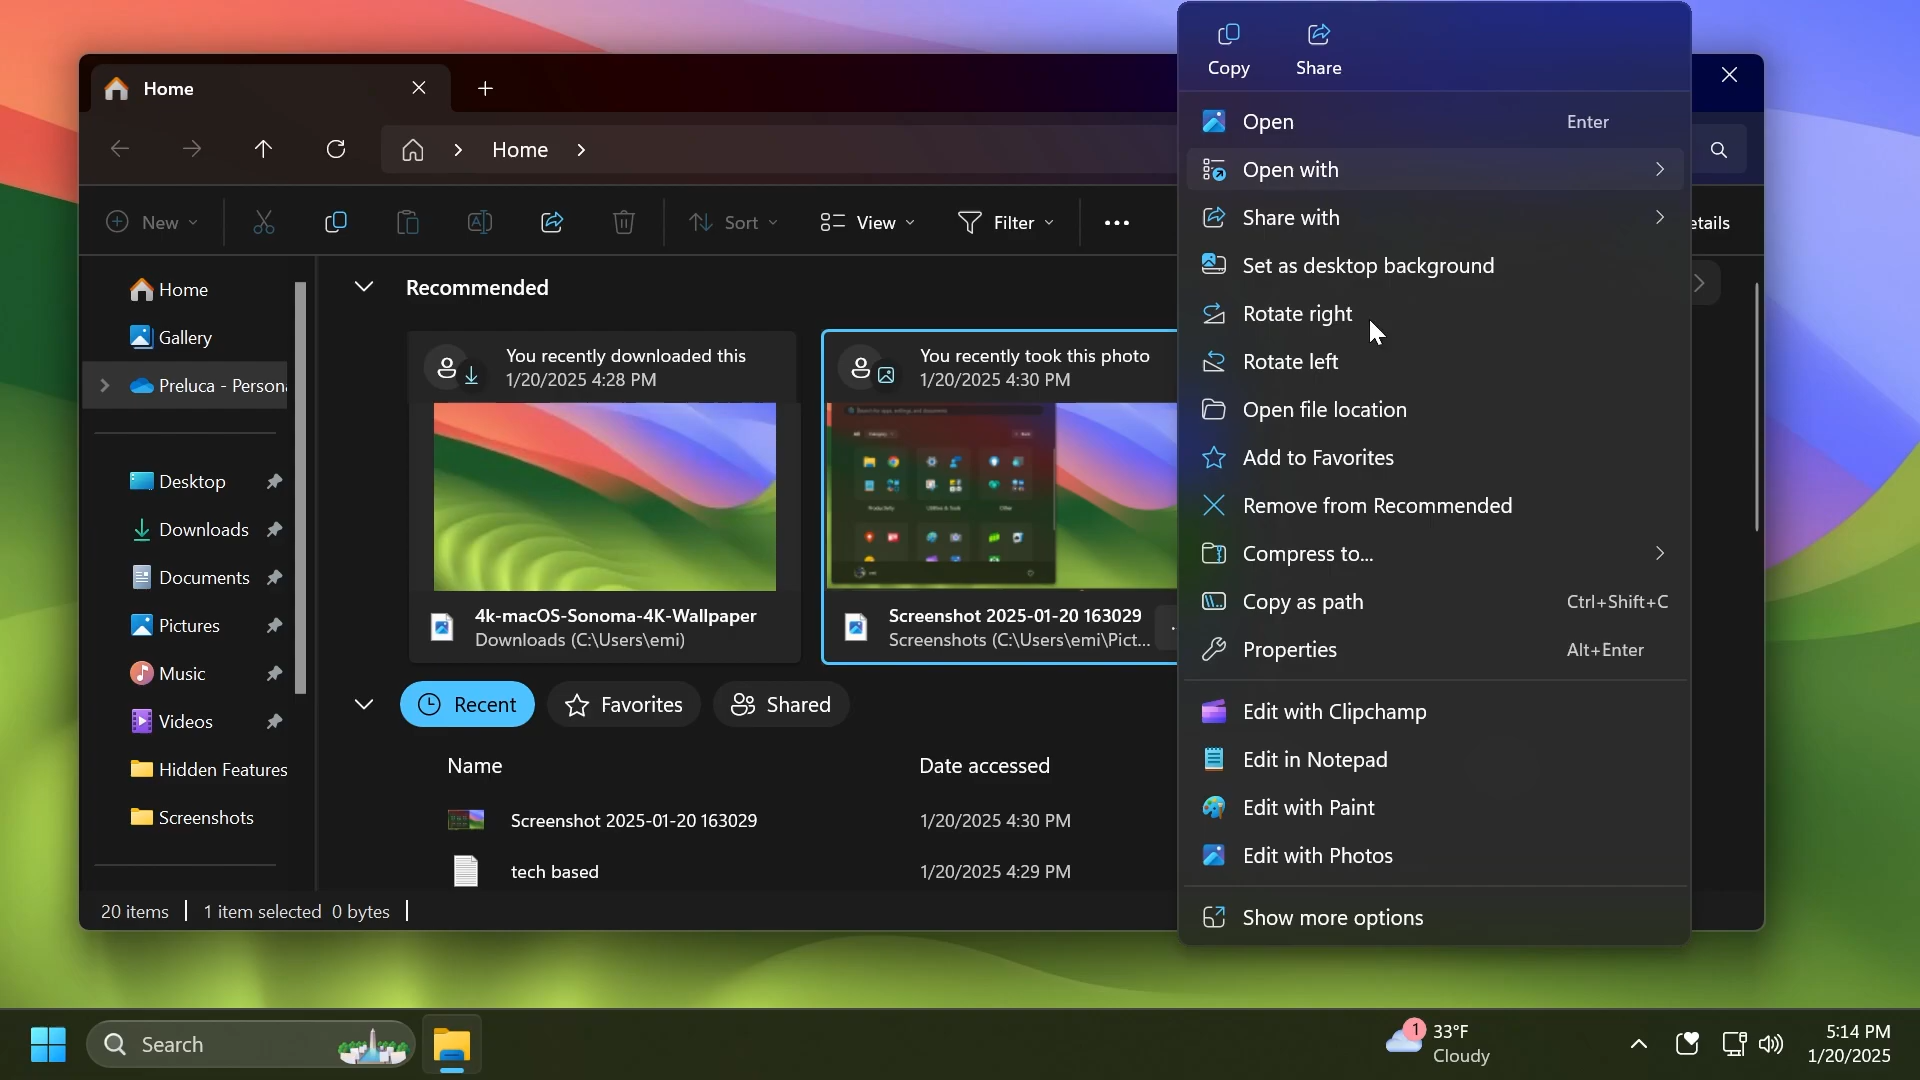 Home
Home
New
Sort
View
Filter
etails
Home
Gallery
Preluca - Person
Desktop
Downloads
Documents
Pictures
Music
Videos
Hidden Features
Screenshots
Recommended
You recently downloaded this
1/20/2025 4:28 PM
4k-macOS-Sonoma-4K-Wallpaper
Downloads (C:\Users\emi)
You recently took this photo
1/20/2025 4:30 PM
Screenshot 2025-01-20 163029
Screenshots (C:\Users\emi\Pict...
Recent
Favorites
Shared
Name Date accessed
Screenshot 2025-01-20 163029 1/20/2025 4:30 PM
tech based 1/20/2025 4:29 PM
20 items 1 item selected 0 bytes
Copy Share
Open Enter
Open with
Share with
Set as desktop background
Rotate right
Rotate left
Open file location
Add to Favorites
Remove from Recommended
Compress to...
Copy as path Ctrl+Shift+C
Properties Alt+Enter
Edit with Clipchamp
Edit in Notepad
Edit with Paint
Edit with Photos
Show more options
Search
1
33°F
Cloudy
5:14 PM
1/20/2025